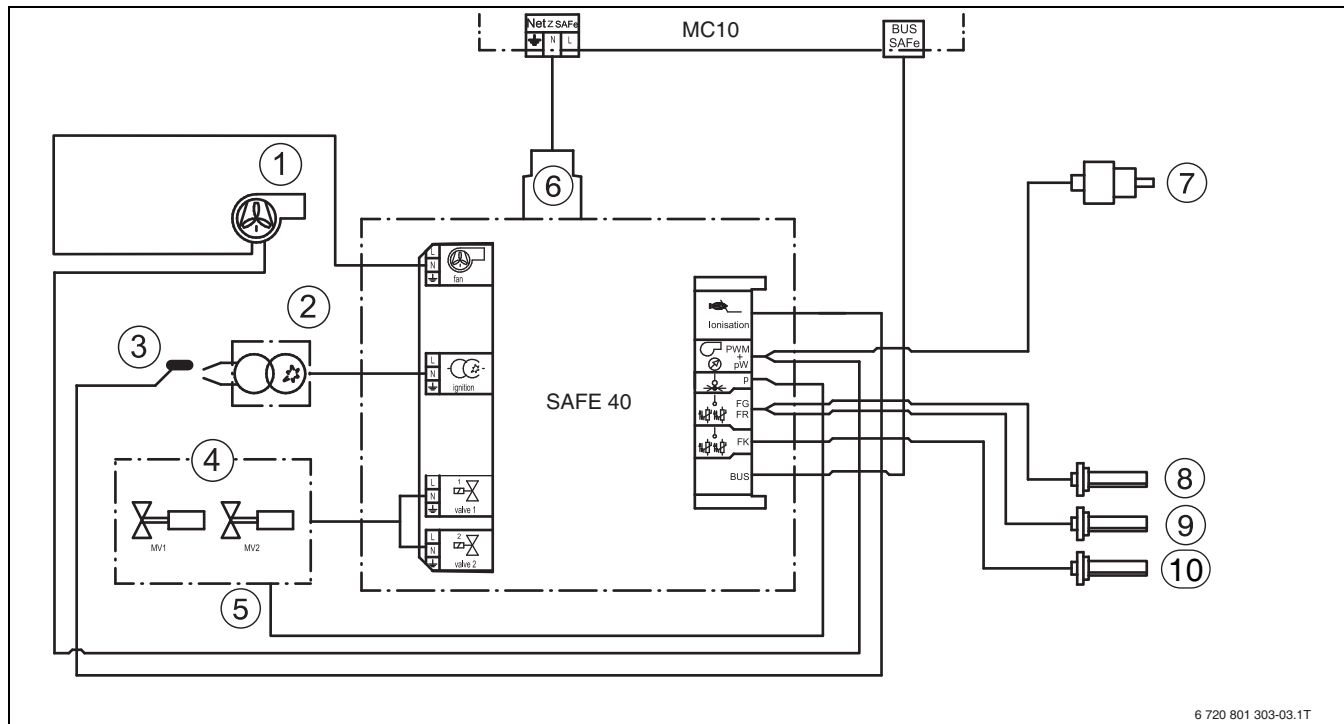 Netz SAFe
N L
MC10
BUS
SAFe
1
6
7
L
N
fan
2
3
L
N
ignition
SAFE 40
Ionisation
PWM
+
pW
p
FG
FR
FK
BUS
4
MV1
MV2
L
N
1
valve 1
L
N
2
valve 2
5
8
9
10
6 720 801 303-03.1T